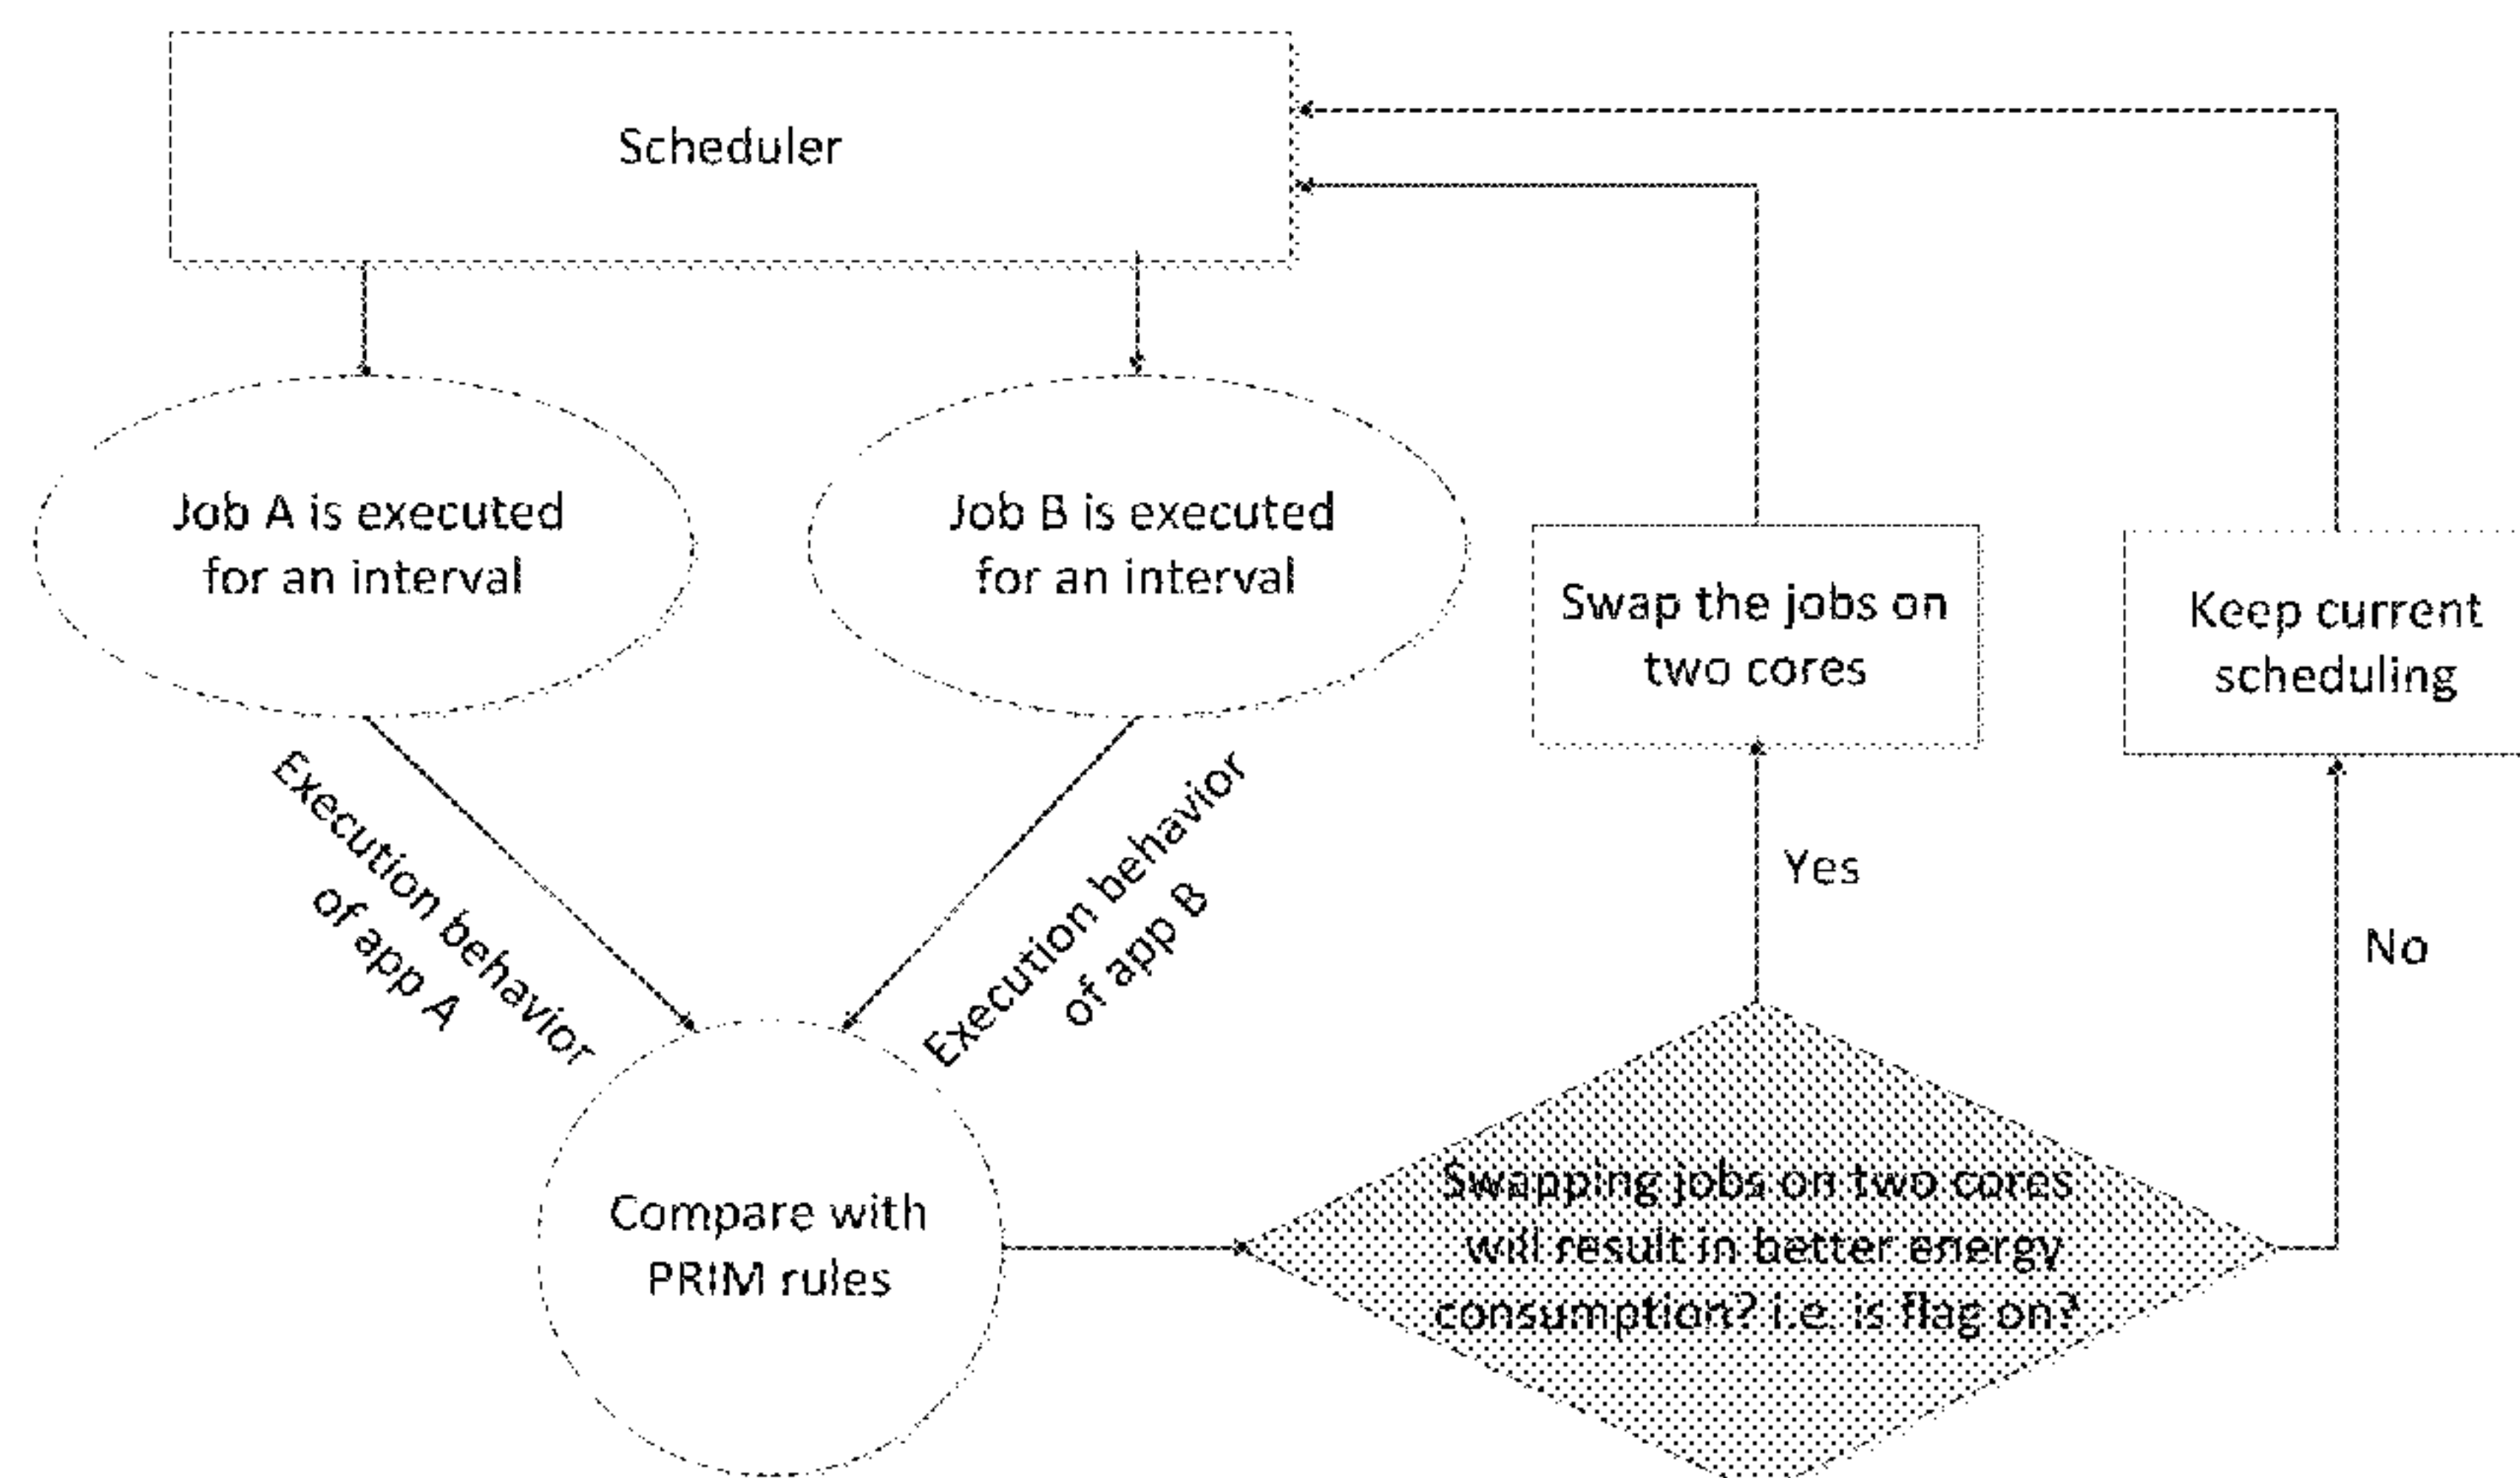 Scheduler
Job A is executed
for an interval
Job B is executed
for an interval
Swap the jobs on
two cores
Keep current
scheduling
Execution behavior
of app A
Execution behavior
of app B
Yes
No
Compare with
PRIM rules
Swapping jobs on two cores
will result in better energy
consumption? i.e. is flag on?